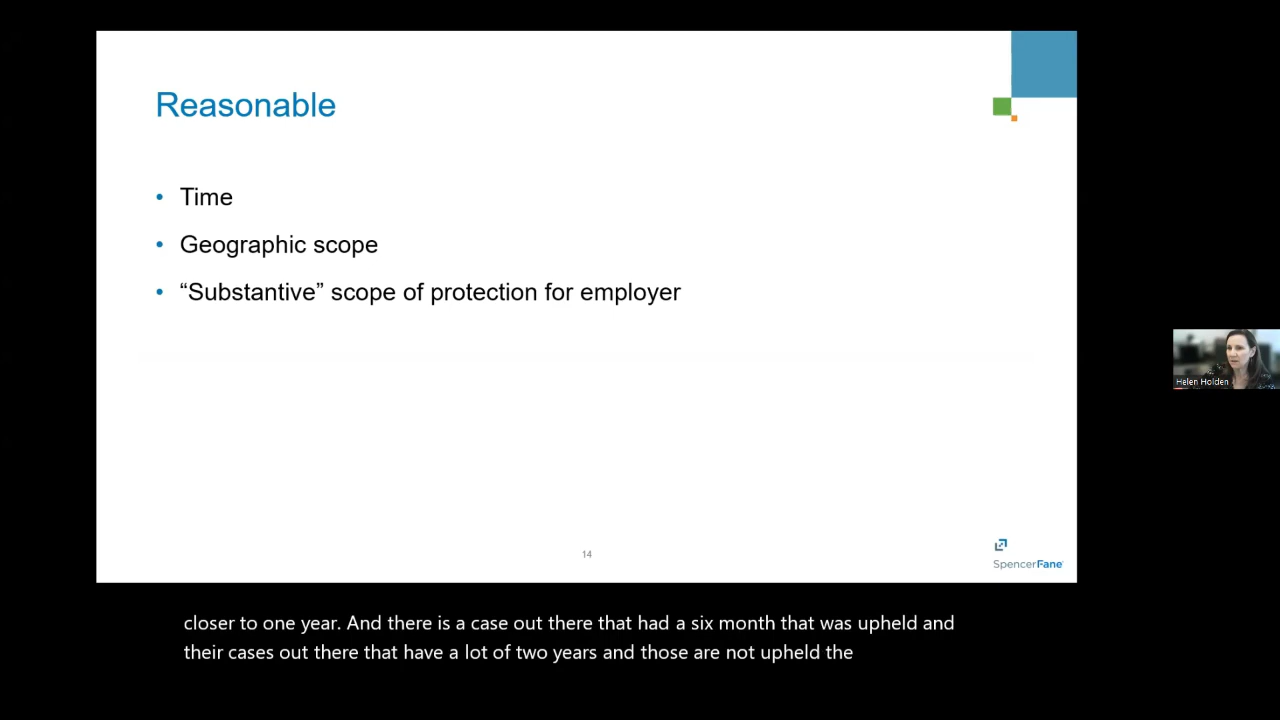 Reasonable
• Time
• Geographic scope
• “Substantive” scope of protection for employer
Helen Holden
14
SpencerFane
closer to one year. And there is a case out there that had a six month that was upheld and
their cases out there that have a lot of two years and those are not upheld the